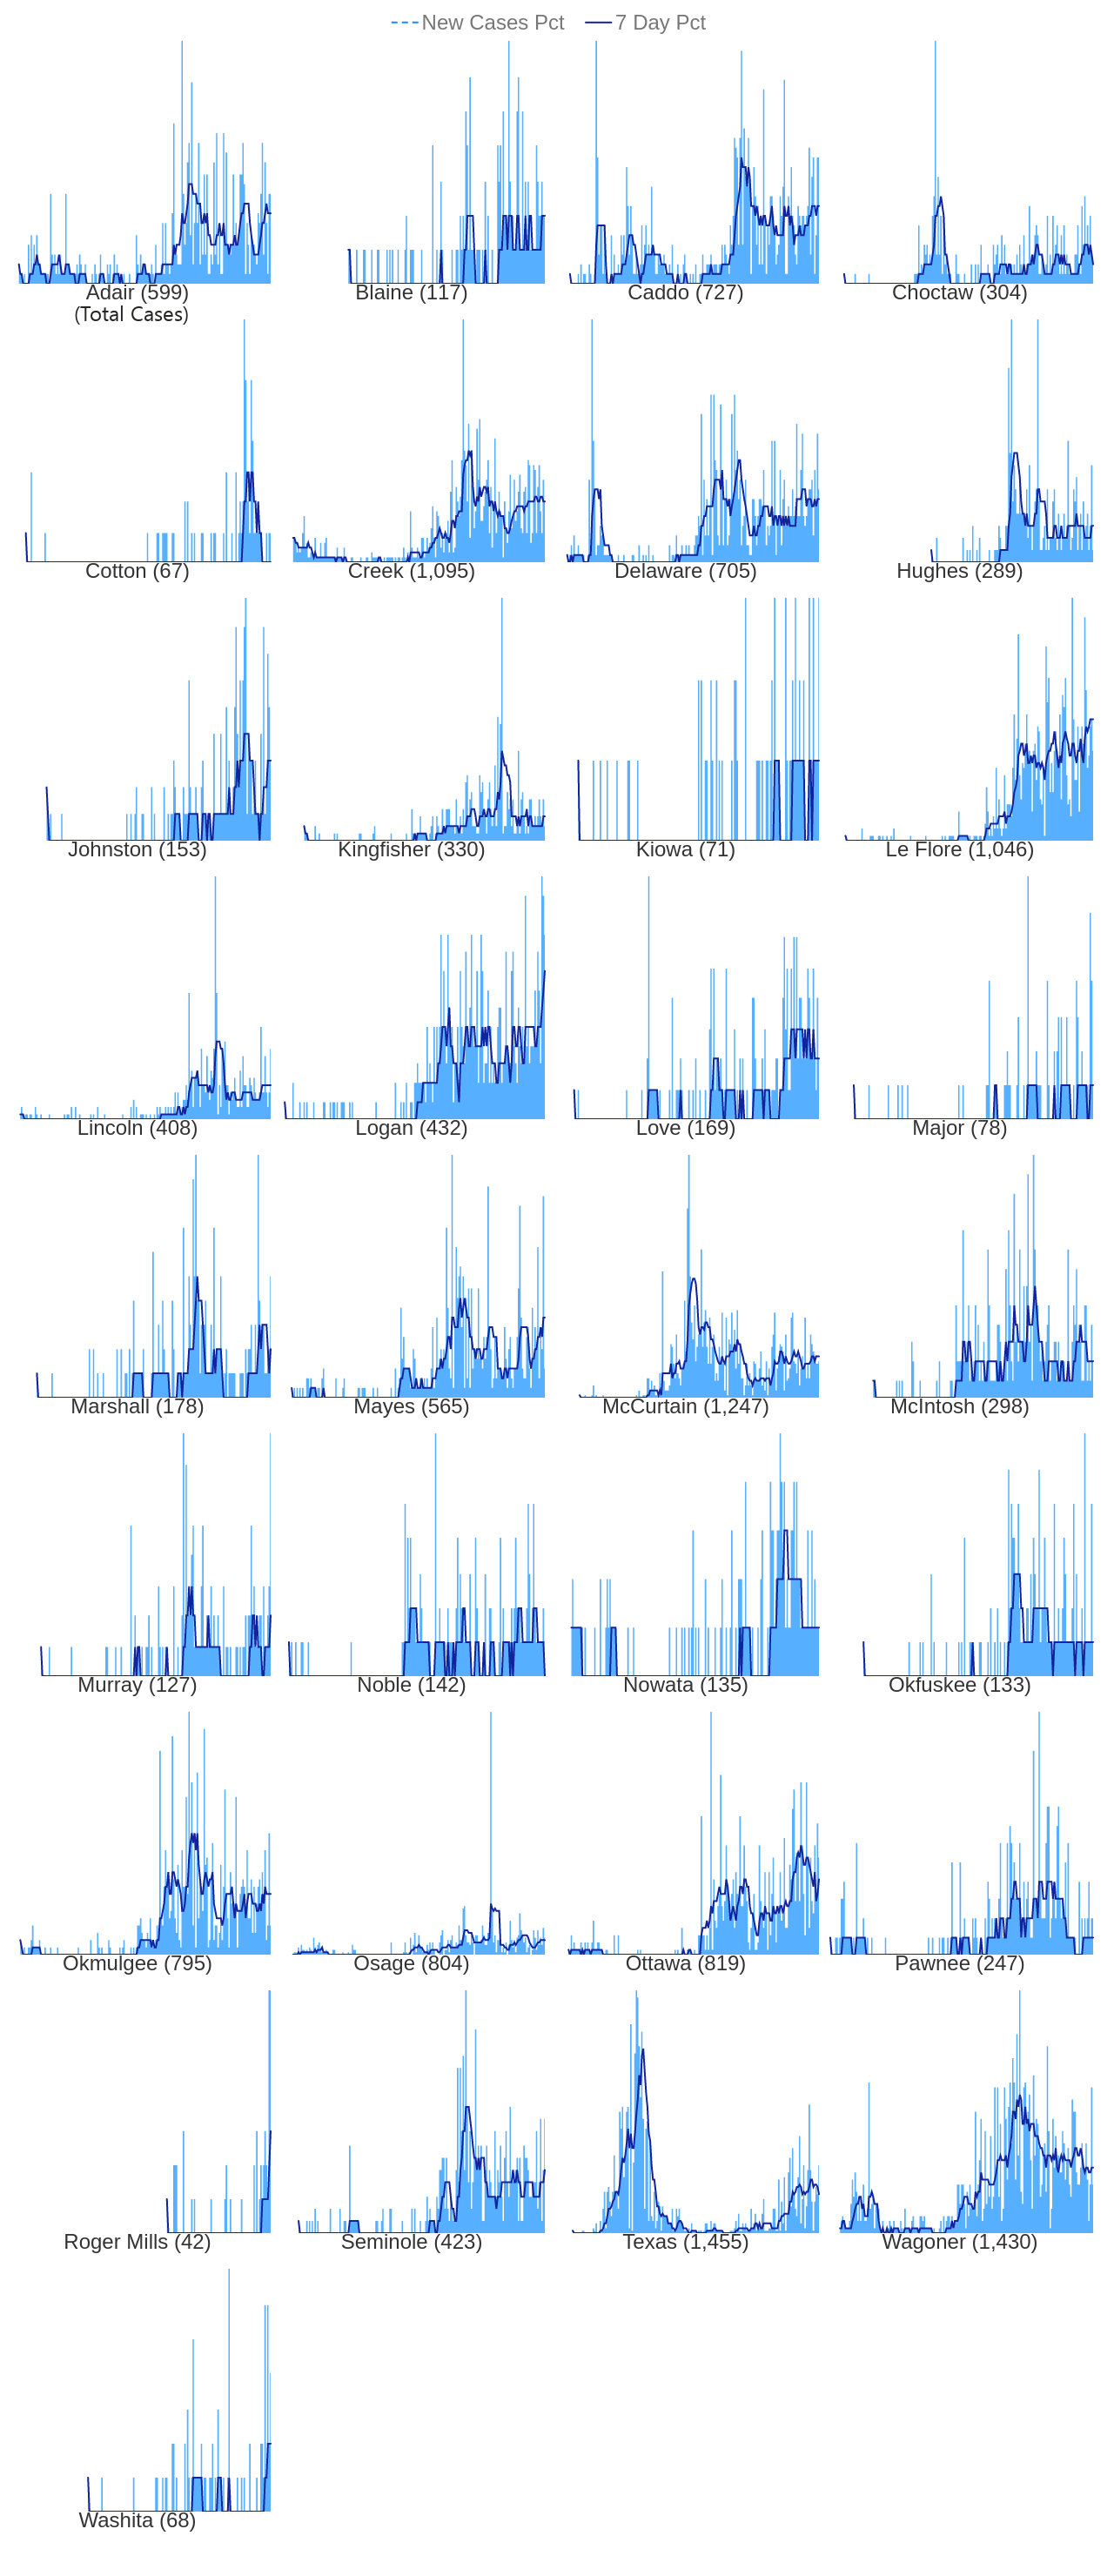 New Cases Pct 7 Day Pct
Adair (599) Blaine (117) Caddo (727) Choctaw (304)
(Total Cases)
Cotton (67) Creek (1,095) Delaware (705) Hughes (289)
Johnston (153) Kingfisher (330) Kiowa (71) Le Flore (1,046)
Lincoln (408) Logan (432) Love (169) Major (78)
Marshall (178) Mayes (565) McCurtain (1,247) McIntosh (298)
Murray (127) Noble (142) Nowata (135) Okfuskee (133)
Okmulgee (795) Osage (804) Ottawa (819) Pawnee (247)
Roger Mills (42) Seminole (423) Texas (1,455) Wagoner (1,430)
Washita (68)